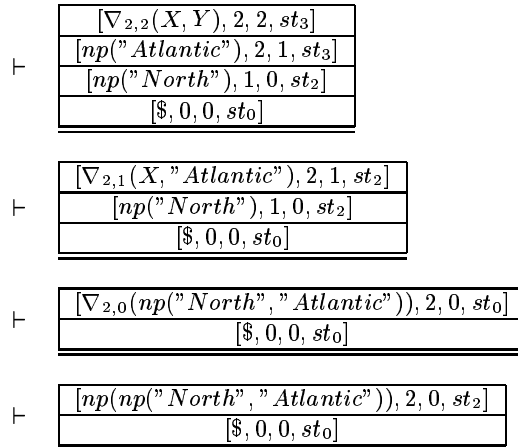 [∇2,2(X, Y), 2, 2, st3]
⊢ [np("Atlantic"), 2, 1, st3]
[np("North"), 1, 0, st2]
[$, 0, 0, st0]
[∇2,1(X, "Atlantic"), 2, 1, st2]
⊢ [np("North"), 1, 0, st2]
[$, 0, 0, st0]
⊢ [∇2,0(np("North", "Atlantic")), 2, 0, st0]
[$, 0, 0, st0]
⊢ [np(np("North", "Atlantic")), 2, 0, st2]
[$, 0, 0, st0]